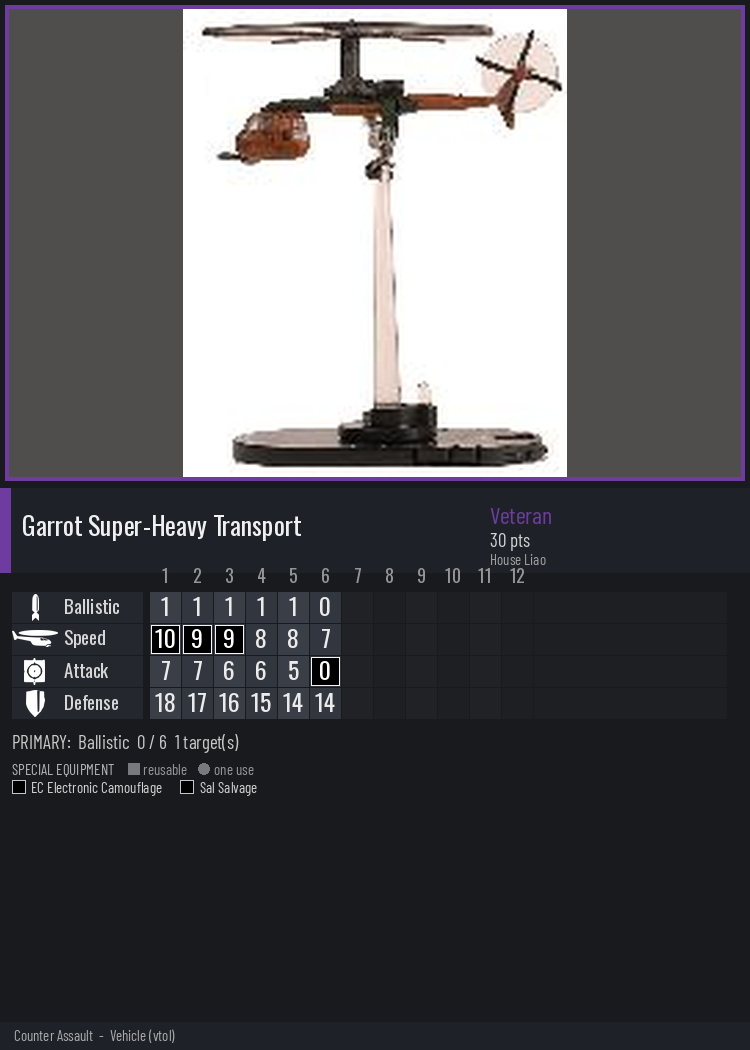 Garrot Super-Heavy Transport
Veteran
30 pts
House Liao
1 2 3 4 5 6 7 8 9 10 11 12
Ballistic 1 1 1 1 1 0
Speed 10 9 9 8 8 7
Attack 7 7 6 6 5 0
Defense 18 17 16 15 14 14
PRIMARY: Ballistic 0 / 6 1 target(s)
SPECIAL EQUIPMENT reusable one use
EC Electronic Camouflage Sal Salvage
Counter Assault - Vehicle (vtol)